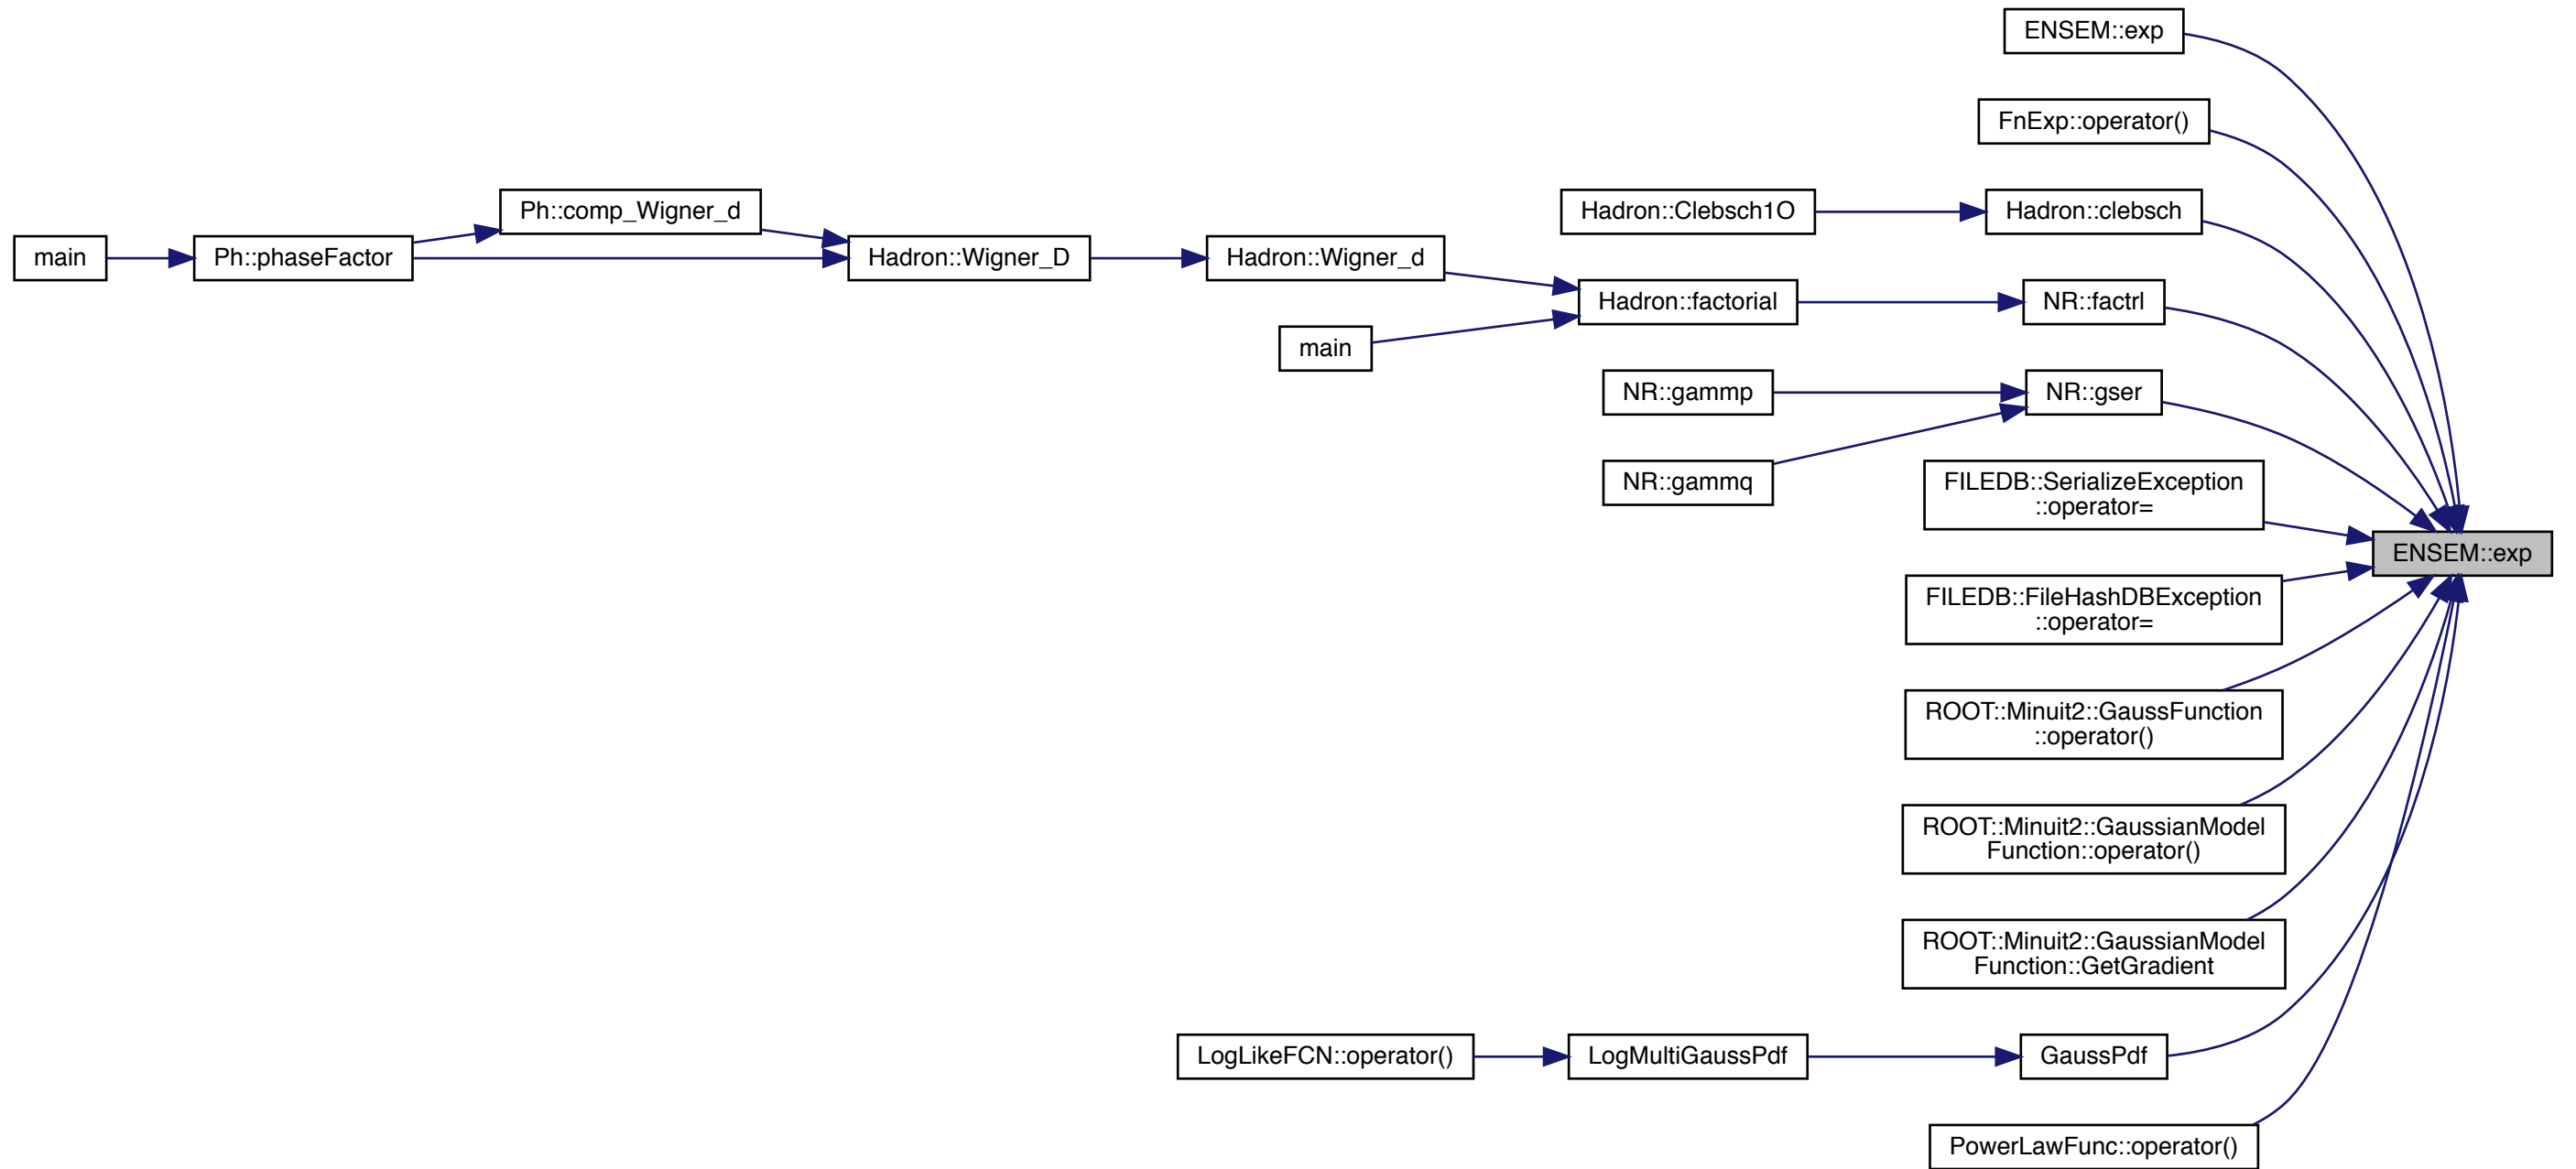 ENSEM::exp
FnExp::operator()
Ph::comp_Wigner_d
Hadron::Clebsch1O
Hadron::clebsch
main
Ph::phaseFactor
Hadron::Wigner_D
Hadron::Wigner_d
Hadron::factorial
NR::factrl
main
NR::gammp
NR::gser
NR::gammq
FILEDB::SerializeException
::operator=
ENSEM::exp
FILEDB::FileHashDBException
::operator=
ROOT::Minuit2::GaussFunction
::operator()
ROOT::Minuit2::GaussianModel
Function::operator()
ROOT::Minuit2::GaussianModel
Function::GetGradient
LogLikeFCN::operator()
LogMultiGaussPdf
GaussPdf
PowerLawFunc::operator()